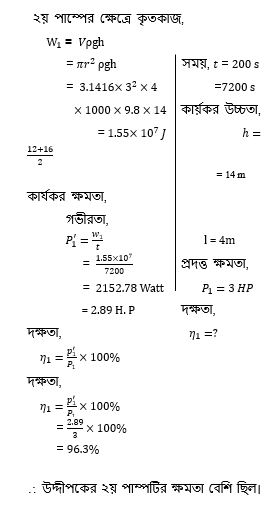 ২য় পাম্পের ক্ষেত্রে কৃতকাজ,
W₁ = Vρgh
= πr² ρgh
= 3.1416× 3² × 4
× 1000 × 9.8 × 14
= 1.55× 10⁷ J
সময়, t = 200 s
=7200 s
কার্যকর উচ্চতা,
h =
12+16
2
= 14 m
কার্যকর ক্ষমতা,
গভীরতা,
P₁′ = w₁/t
l = 4m
= 1.55×10⁷/7200
প্রদত্ত ক্ষমতা,
= 2152.78 Watt
P₁ = 3 HP
= 2.89 H. P
দক্ষতা,
দক্ষতা,
η₁ =?
η₁ = p₁′/P₁ × 100%
দক্ষতা,
η₁ = p₁′/P₁ × 100%
= 2.89/3 × 100%
= 96.3%
∴ উদ্দীপকের ২য় পাম্পটির ক্ষমতা বেশি ছিল।